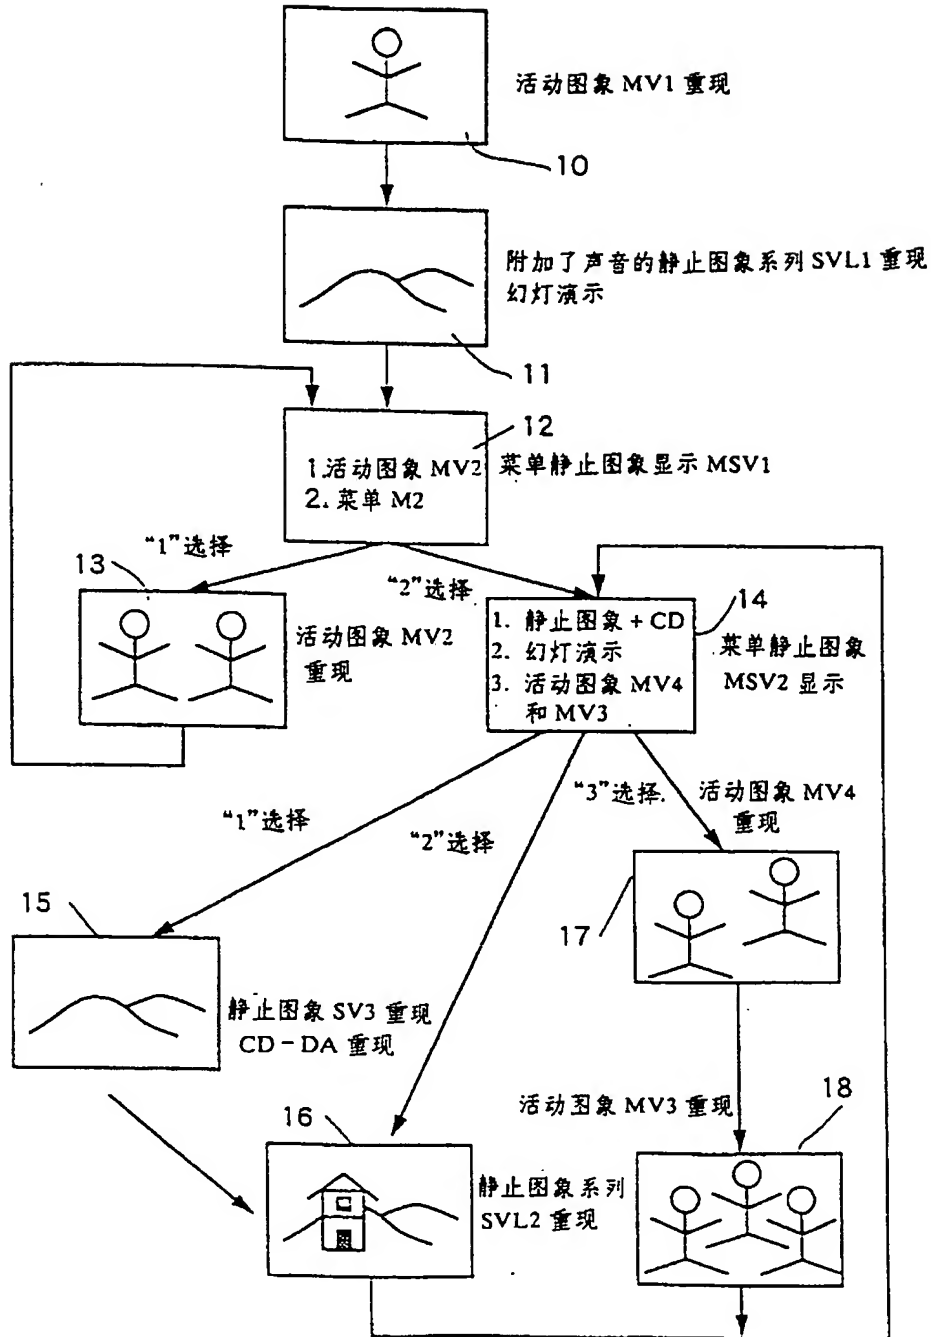 活动图象 MV1 重现
10
附加了声音的静止图象系列 SVL1 重现
幻灯演示
11
12
1.活动图象 MV2
2.菜单 M2
菜单静止图象显示 MSV1
"1"选择
"2"选择
13
活动图象 MV2
重现
14
1. 静止图象 + CD
2. 幻灯演示
3. 活动图象 MV4
和 MV3
菜单静止图象
MSV2 显示
"1"选择
"2"选择
"3"选择.
活动图象 MV4
重现
15
17
静止图象 SV3 重现
CD-DA 重现
活动图象 MV3 重现
18
16
静止图象系列
SVL2 重现